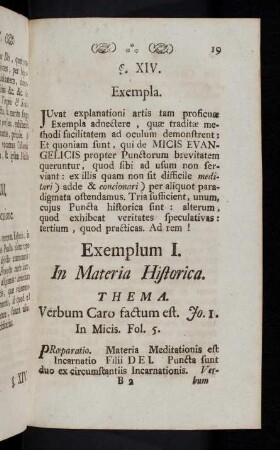 19
§. XIV.
Exempla.
JUvat explanationi artis tam proficuæ
Exempla adnectere, quæ traditæ me-
thodi facilitatem ad oculum demonstrent:
Et quoniam sunt, qui de MICIS EVAN-
GELICIS propter Punctorum brevitatem
queruntur, quod sibi ad usum non ser-
viant: ex illis quam non sit difficile medi-
tari) adde & concionari) per aliquot para-
digmata ostendamus. Tria sufficient, unum,
cujus Puncta historica sint: alterum,
quod exhibeat veritates speculativas:
tertium, quod practicas. Ad rem!
Exemplum I.
In Materia Historica.
THEMA.
Verbum Caro factum est. Jo. 1.
In Micis. Fol. 5.
PRæparatio. Materia Meditationis est
Incarnatio Filii DEI. Puncta sunt
duo ex circumstantiis Incarnationis. Ver-
B 2 bum
§ XIV